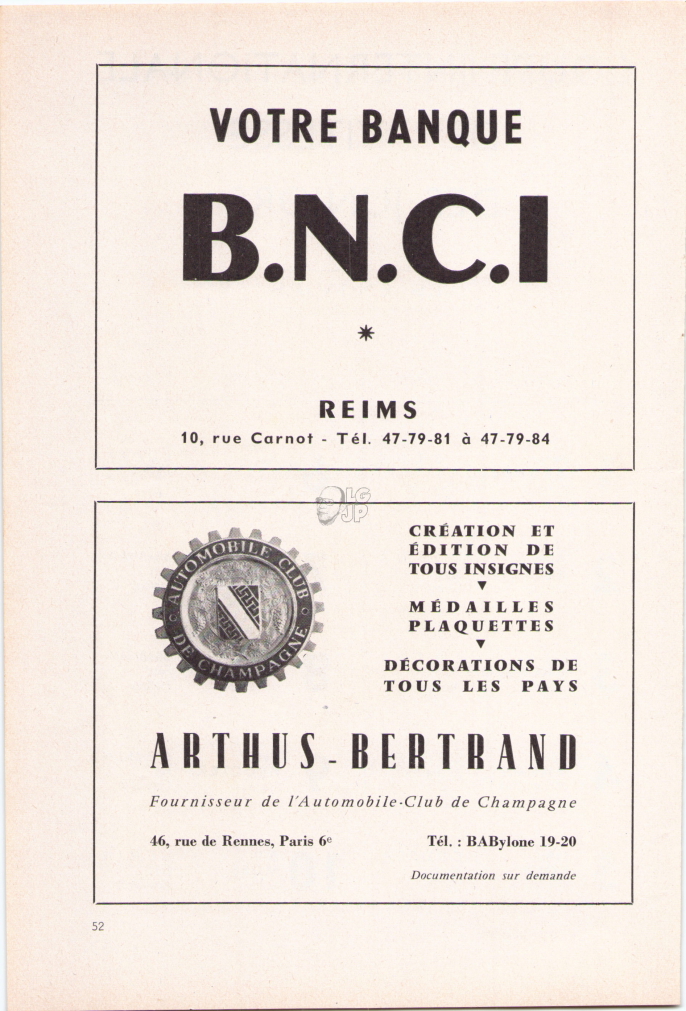 VOTRE BANQUE
B.N.C.I
*
REIMS
10, rue Carnot - Tél. 47-79-81 à 47-79-84
LG
JP
AUTOMOBILE CLUB
DE CHAMPAGNE
CRÉATION ET
ÉDITION DE
TOUS INSIGNES
▼
MÉDAILLES
PLAQUETTES
▼
DÉCORATIONS DE
TOUS LES PAYS
ARTHUS-BERTRAND
Fournisseur de l'Automobile-Club de Champagne
46, rue de Rennes, Paris 6e
Tél. : BABylone 19-20
Documentation sur demande
52